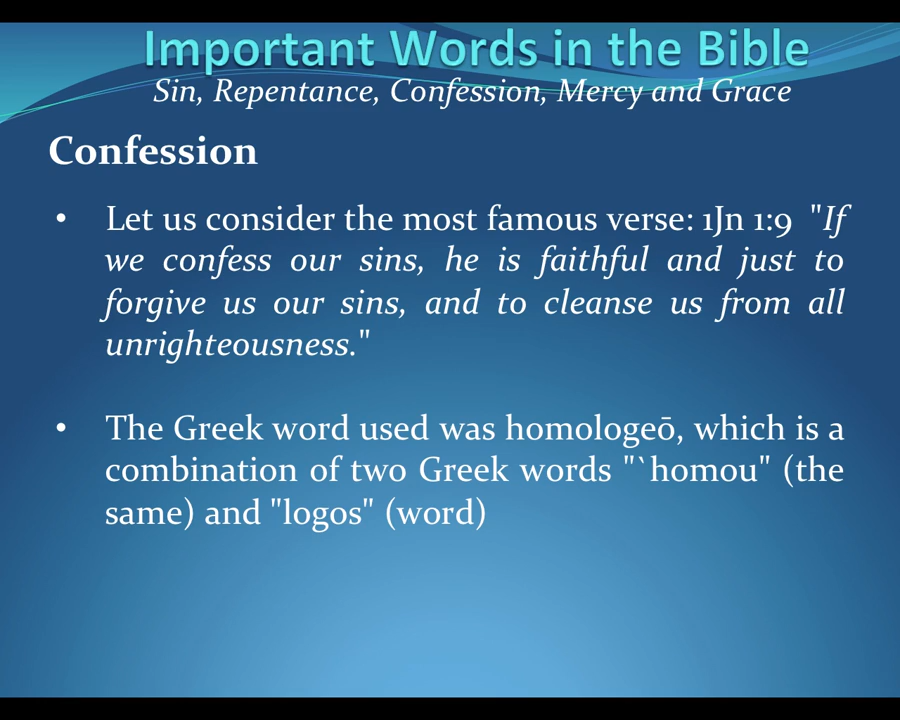 Important Words in the Bible
Sin, Repentance, Confession, Mercy and Grace
Confession
• Let us consider the most famous verse: 1Jn 1:9 "If
we confess our sins, he is faithful and just to
forgive us our sins, and to cleanse us from all
unrighteousness."
• The Greek word used was homologeō, which is a
combination of two Greek words "`homou" (the
same) and "logos" (word)